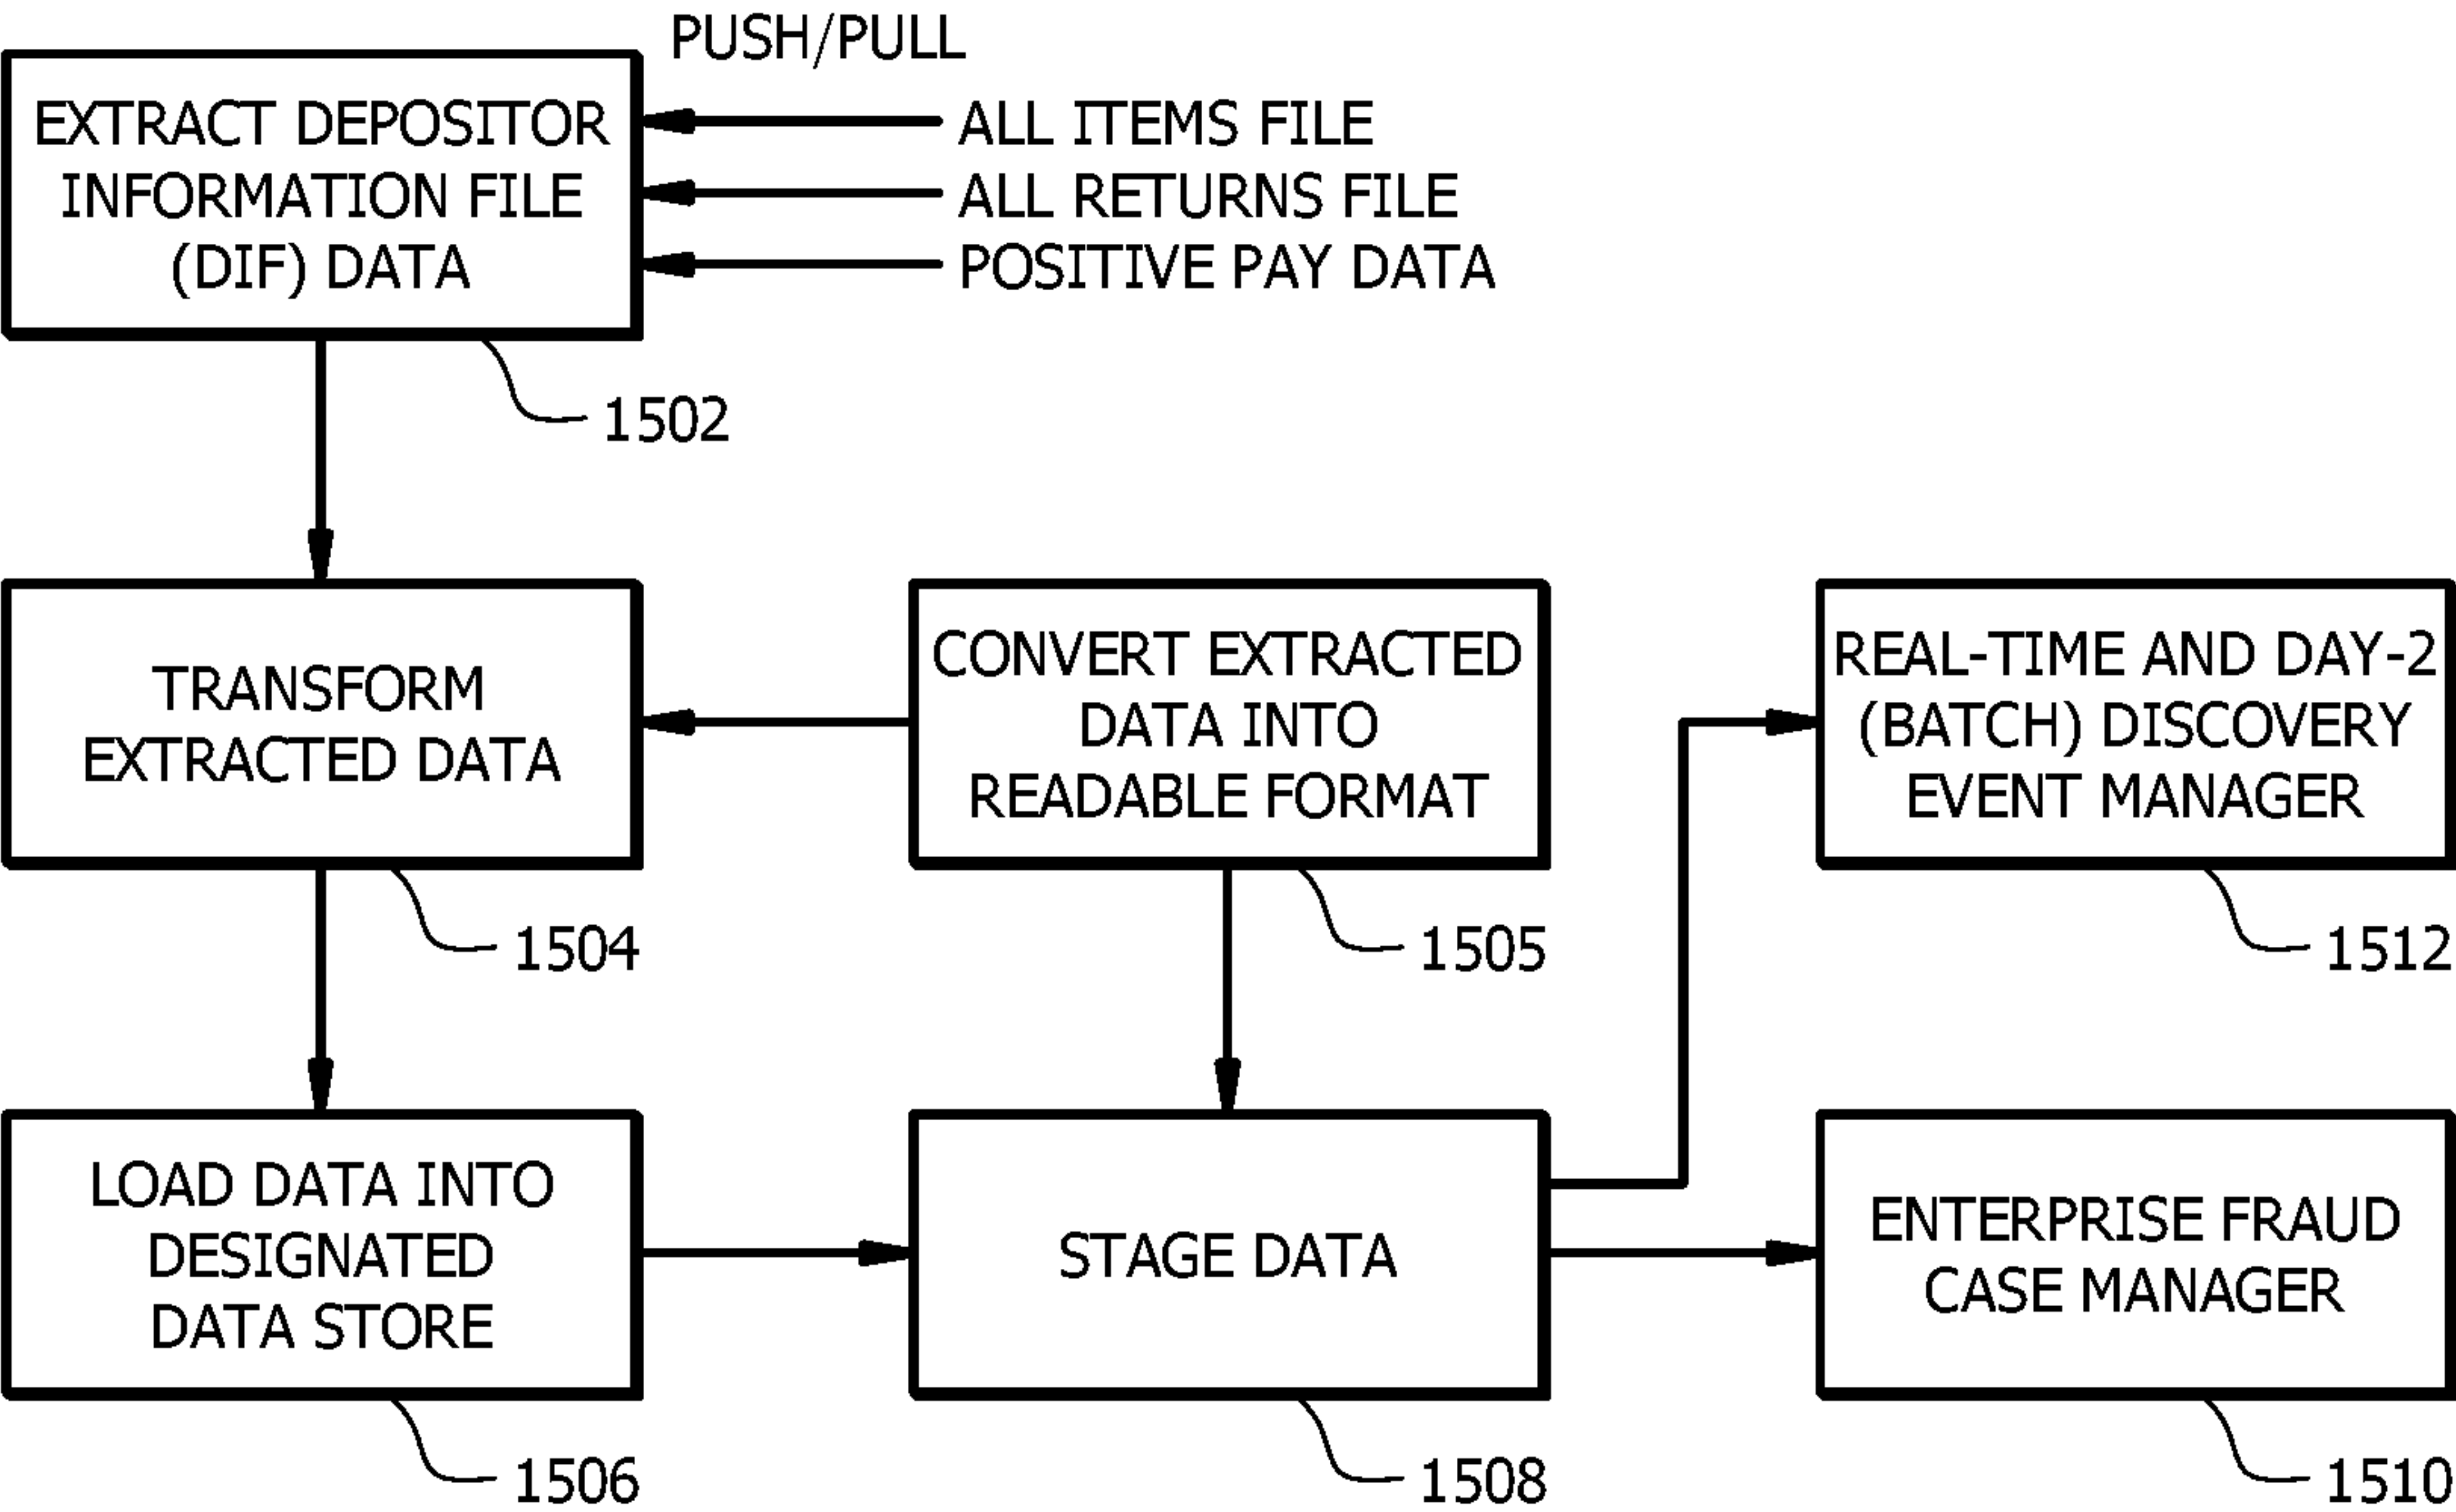 PUSH/PULL
EXTRACT DEPOSITOR
INFORMATION FILE
(DIF) DATA
ALL ITEMS FILE
ALL RETURNS FILE
POSITIVE PAY DATA
1502
TRANSFORM
EXTRACTED DATA
1504
CONVERT EXTRACTED
DATA INTO
READABLE FORMAT
1505
REAL-TIME AND DAY-2
(BATCH) DISCOVERY
EVENT MANAGER
1512
LOAD DATA INTO
DESIGNATED
DATA STORE
1506
STAGE DATA
1508
ENTERPRISE FRAUD
CASE MANAGER
1510